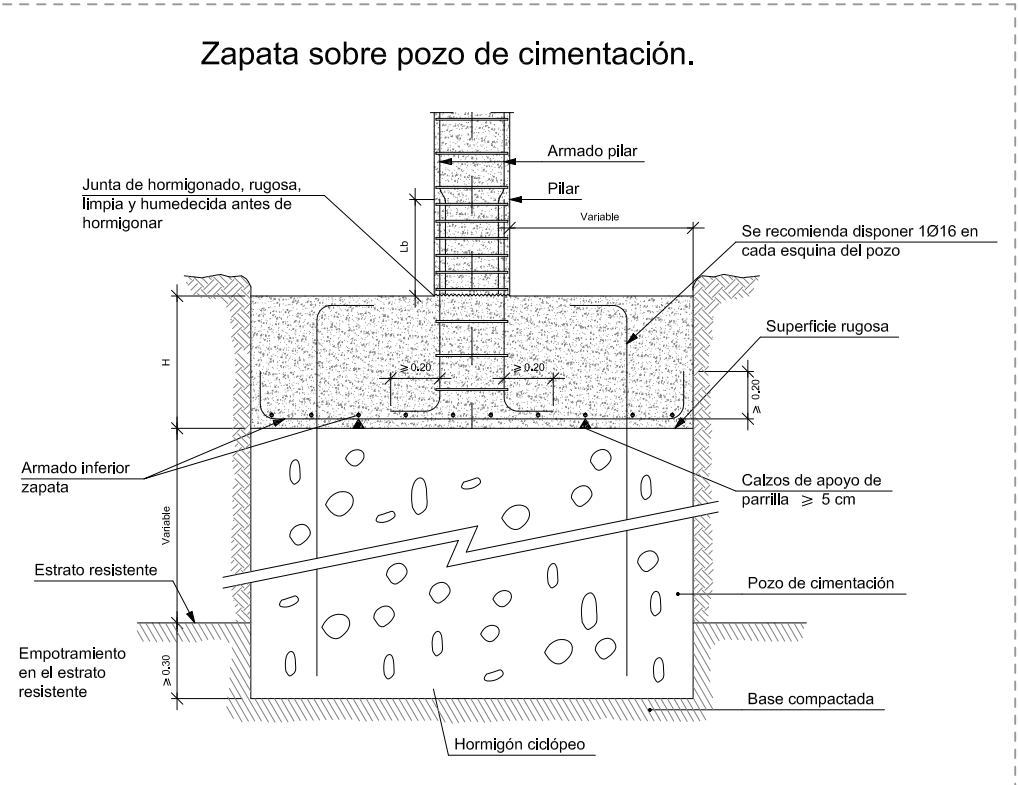 Zapata sobre pozo de cimentación.
Armado pilar
Junta de hormigonado, rugosa,
limpia y humedecida antes de
hormigonar
Pilar
Variable
Se recomienda disponer 1Ø16 en
cada esquina del pozo
Lb
Superficie rugosa
H
⩾ 0.20
⩾ 0.20
⩾ 0.20
Armado inferior
zapata
Calzos de apoyo de
parrilla ⩾ 5 cm
Variable
Estrato resistente
Pozo de cimentación
Empotramiento
en el estrato
resistente
⩾ 0.30
Base compactada
Hormigón ciclópeo